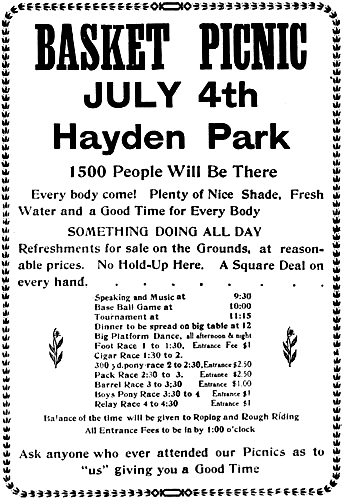 BASKET PICNIC
JULY 4th
Hayden Park
1500 People Will Be There
Every body come! Plenty of Nice Shade, Fresh
Water and a Good Time for Every Body
SOMETHING DOING ALL DAY
Refreshments for sale on the Grounds, at reason-
able prices. No Hold-Up Here. A Square Deal on
every hand. . . . . . .
Speaking and Music at 9:30
Base Ball Game at 10:00
Tournament at 11:15
Dinner to be spread on big table at 12
Big Platform Dance, all afternoon & night
Foot Race 1 to 1:30, Entrance Fee $1
Cigar Race 1:30 to 2.
300 yd. pony race 2 to 2:30, Entrance $2.50
Pack Race 2:30 to 3. Entrance $2.50
Barrel Race 3 to 3;30 Entrance $1.00
Boys Pony Race 3:30 to 4 Entrance $1
Relay Race 4 to 4:30 Entrance $1
Balance of the time will be given to Roping and Rough Riding
All Entrance Fees to be in by 1:00 o'clock
Ask anyone who ever attended our Picnics as to
"us" giving you a Good Time